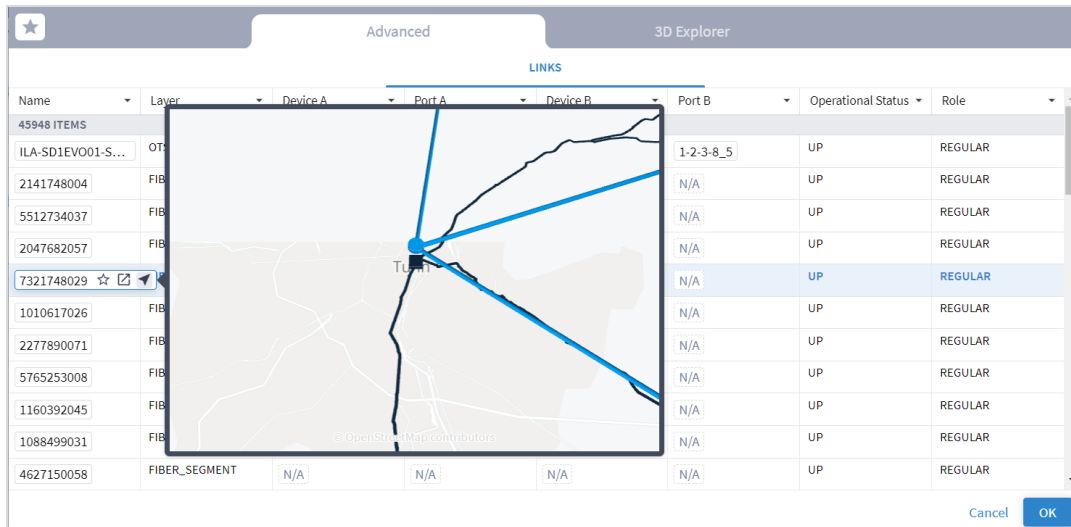 Advanced 3D Explorer
LINKS
Name Layer Device A Port A Device B Port B Operational Status Role
45948 ITEMS
ILA-SD1EVO01-S... OTS 1-2-3-8_5 UP REGULAR
2141748004 FIB N/A UP REGULAR
5512734037 FIB N/A UP REGULAR
2047682057 FIB N/A UP REGULAR
7321748029 N/A UP REGULAR
1010617026 FIB N/A UP REGULAR
2277890071 FIB N/A UP REGULAR
5765253008 FIB N/A UP REGULAR
1160392045 FIB N/A UP REGULAR
1088499031 FIB N/A UP REGULAR
4627150058 FIBER_SEGMENT N/A N/A N/A N/A UP REGULAR
Turin
© OpenStreetMap contributors
Cancel OK